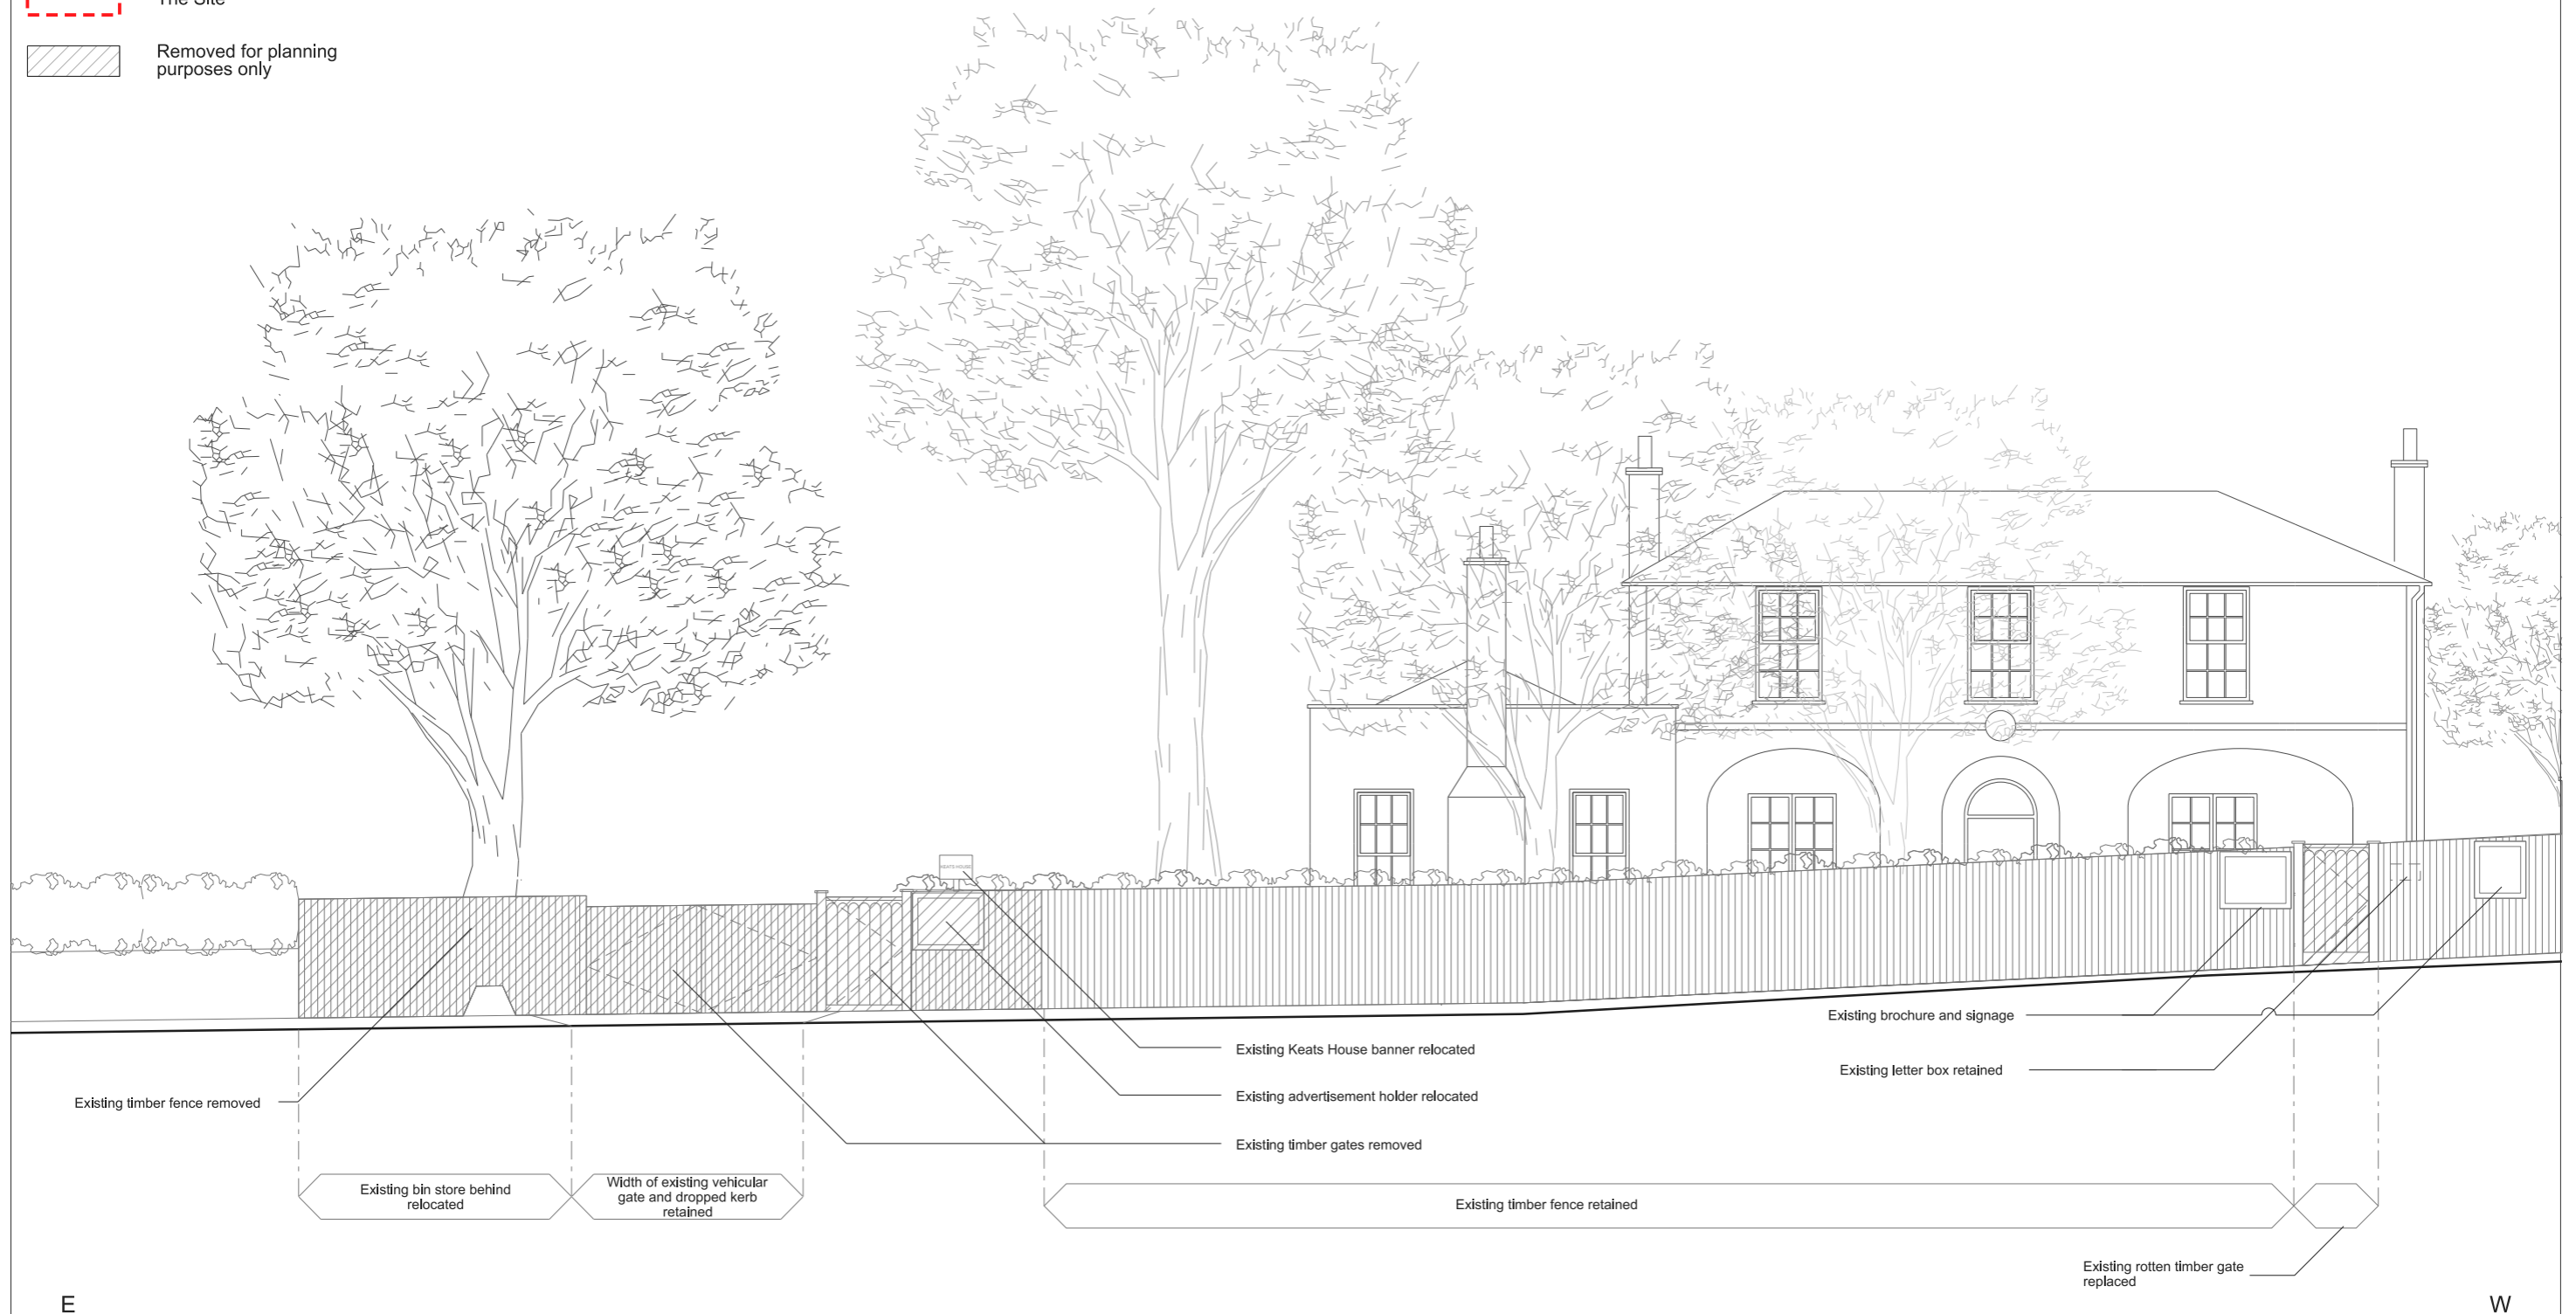 The Site
Removed for planning
purposes only
KEATS HOUSE
Existing brochure and signage
Existing Keats House banner relocated
Existing letter box retained
Existing advertisement holder relocated
Existing timber fence removed
Existing timber gates removed
Existing bin store behind
relocated
Width of existing vehicular
gate and dropped kerb
retained
Existing timber fence retained
Existing rotten timber gate
replaced
E
W